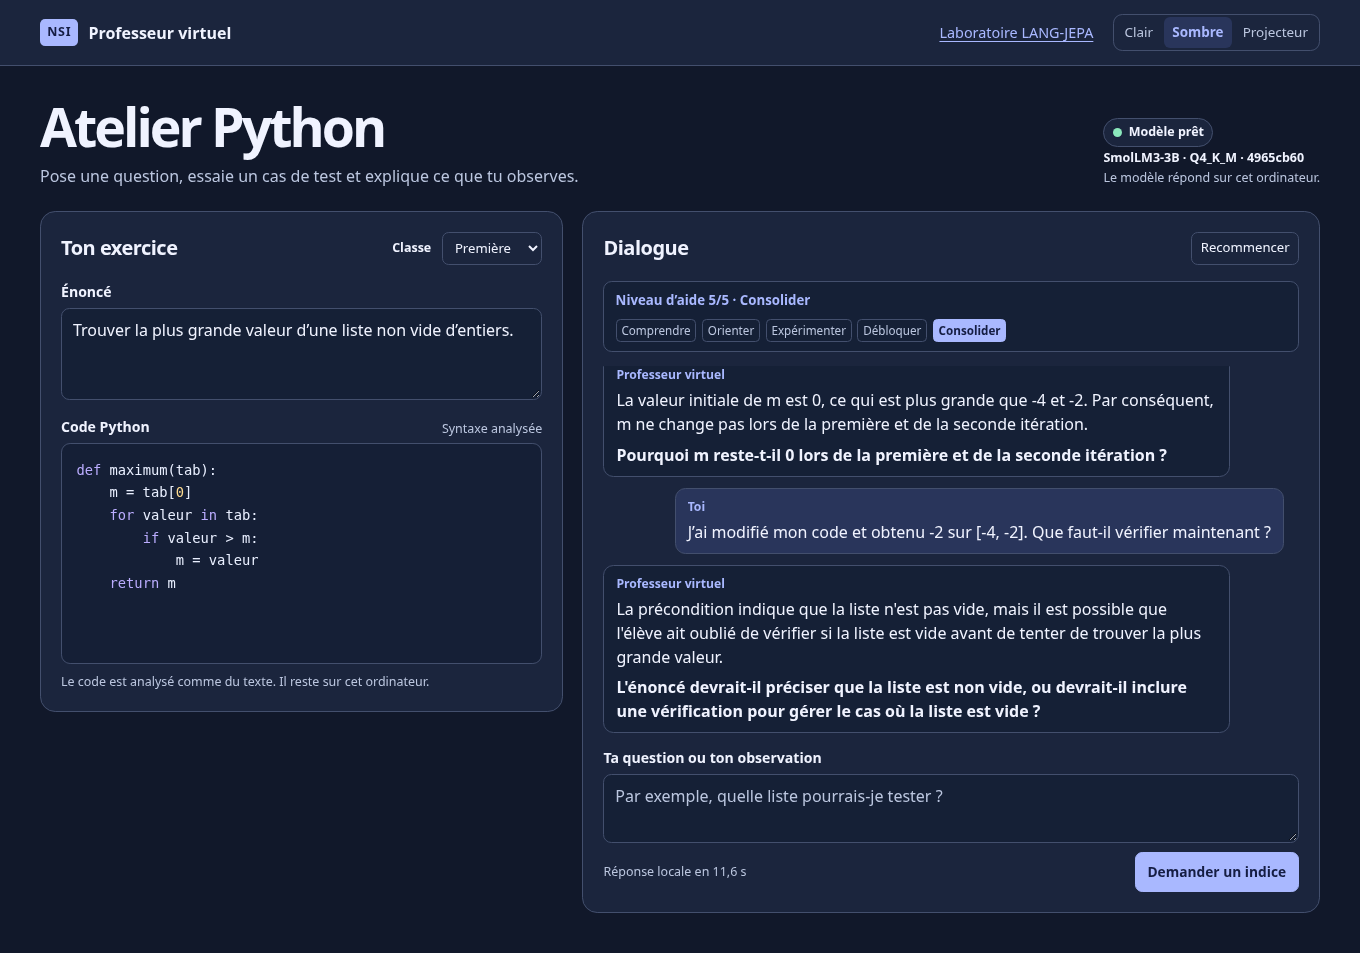 NSI Professeur virtuel
Laboratoire LANG-JEPA
Clair Sombre Projecteur
Atelier Python
Pose une question, essaie un cas de test et explique ce que tu observes.
Modèle prêt
SmolLM3-3B · Q4_K_M · 4965cb60
Le modèle répond sur cet ordinateur.
Ton exercice
Classe Première
Énoncé
Trouver la plus grande valeur d’une liste non vide d’entiers.
Code Python
Syntaxe analysée
def maximum(tab):
    m = tab[0]
    for valeur in tab:
        if valeur > m:
            m = valeur
    return m
Le code est analysé comme du texte. Il reste sur cet ordinateur.
Dialogue
Recommencer
Niveau d’aide 5/5 · Consolider
Comprendre Orienter Expérimenter Débloquer Consolider
Professeur virtuel
La valeur initiale de m est 0, ce qui est plus grande que -4 et -2. Par conséquent,
m ne change pas lors de la première et de la seconde itération.
Pourquoi m reste-t-il 0 lors de la première et de la seconde itération ?
Toi
J’ai modifié mon code et obtenu -2 sur [-4, -2]. Que faut-il vérifier maintenant ?
Professeur virtuel
La précondition indique que la liste n'est pas vide, mais il est possible que
l'élève ait oublié de vérifier si la liste est vide avant de tenter de trouver la plus
grande valeur.
L'énoncé devrait-il préciser que la liste est non vide, ou devrait-il inclure
une vérification pour gérer le cas où la liste est vide ?
Ta question ou ton observation
Par exemple, quelle liste pourrais-je tester ?
Réponse locale en 11,6 s
Demander un indice